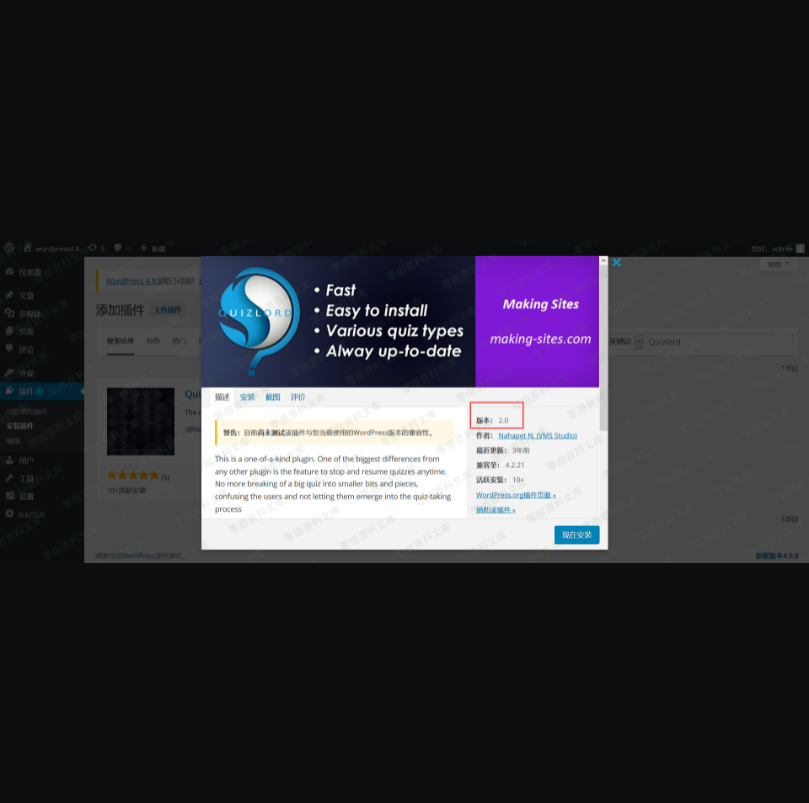 wordpress4.4
5
0
新建
您好，admin
仪表盘
文章
多媒体
页面
评论
外观
插件
已安装的插件
安装插件
编辑
用户
工具
设置
收起菜单
帮助
WordPress 4.9.8现已可用！
添加插件
上传插件
搜索结果
特色
热门
关键词
Quizlord
1项目
Qui
(5)
10+活跃安装
QUIZLORD
• Fast
• Easy to install
• Various quiz types
• Alway up-to-date
Making Sites
making-sites.com
描述
安装
截图
评价
警告：目前尚未测试该插件与您当前使用的WordPress版本的兼容性。
This is a one-of-a-kind plugin. One of the biggest differences from
any other plugin is the feature to stop and resume quizzes anytime.
No more breaking of a big quiz into smaller bits and pieces,
confusing the users and not letting them emerge into the quiz-taking
process
版本： 2.0
作者： Nahapet N. (VMS Studio)
最近更新： 3年前
兼容至： 4.2.21
活跃安装： 10+
WordPress.org插件页面 »
捐助该插件 »
现在安装
1项目
感谢使用WordPress进行创作。
获取版本4.9.8
零组资料文库